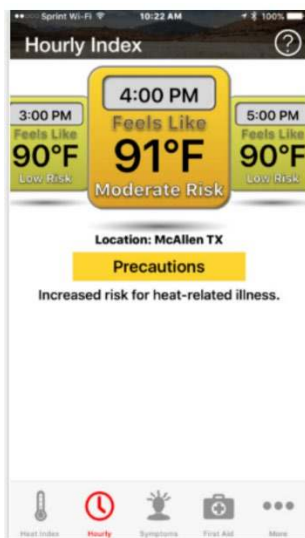 Sprint Wi-Fi 10:22 AM 100%
Hourly Index ?
3:00 PM
Feels Like
90°F
Low Risk
4:00 PM
Feels Like
91°F
Moderate Risk
5:00 PM
Feels Like
90°F
Low Risk
Location: McAllen TX
Precautions
Increased risk for heat-related illness.
Heat Index Hourly Symptoms First Aid More